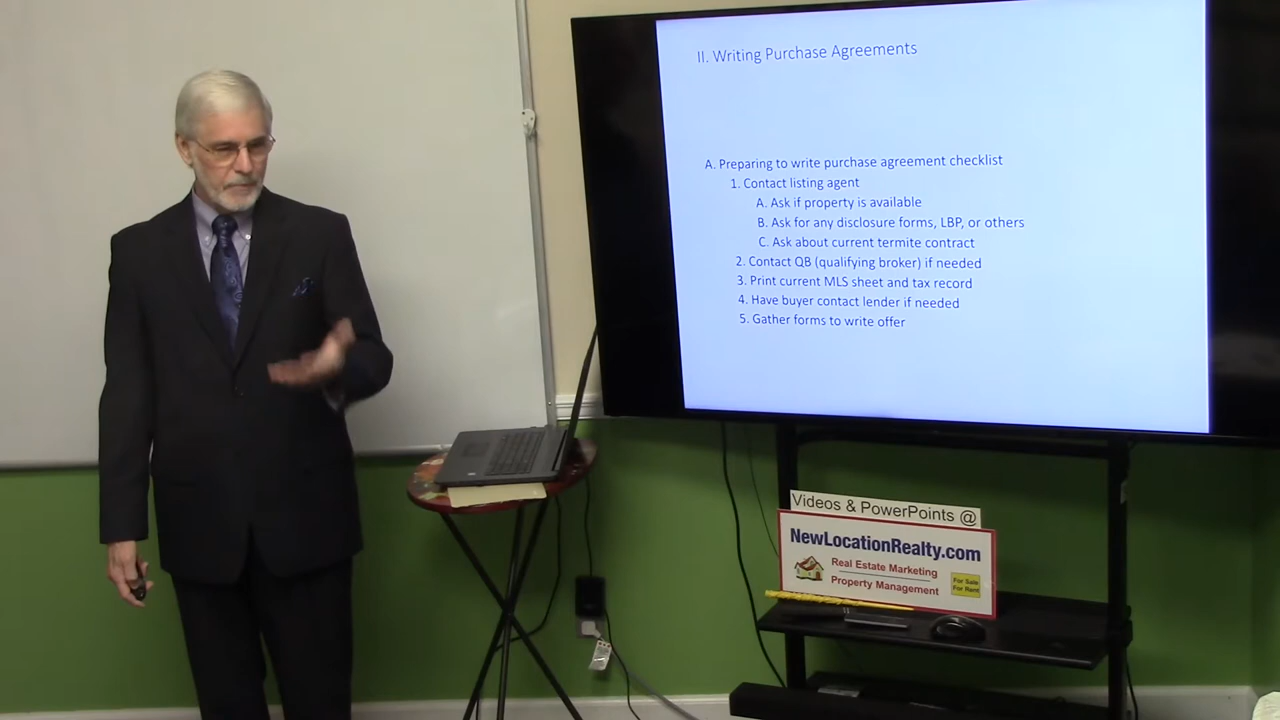 II. Writing Purchase Agreements
A. Preparing to write purchase agreement checklist
1. Contact listing agent
A. Ask if property is available
B. Ask for any disclosure forms, LBP, or others
C. Ask about current termite contract
2. Contact QB (qualifying broker) if needed
3. Print current MLS sheet and tax record
4. Have buyer contact lender if needed
5. Gather forms to write offer
Videos & PowerPoints @
NewLocationRealty.com
Real Estate Marketing
Property Management
For Sale
For Rent